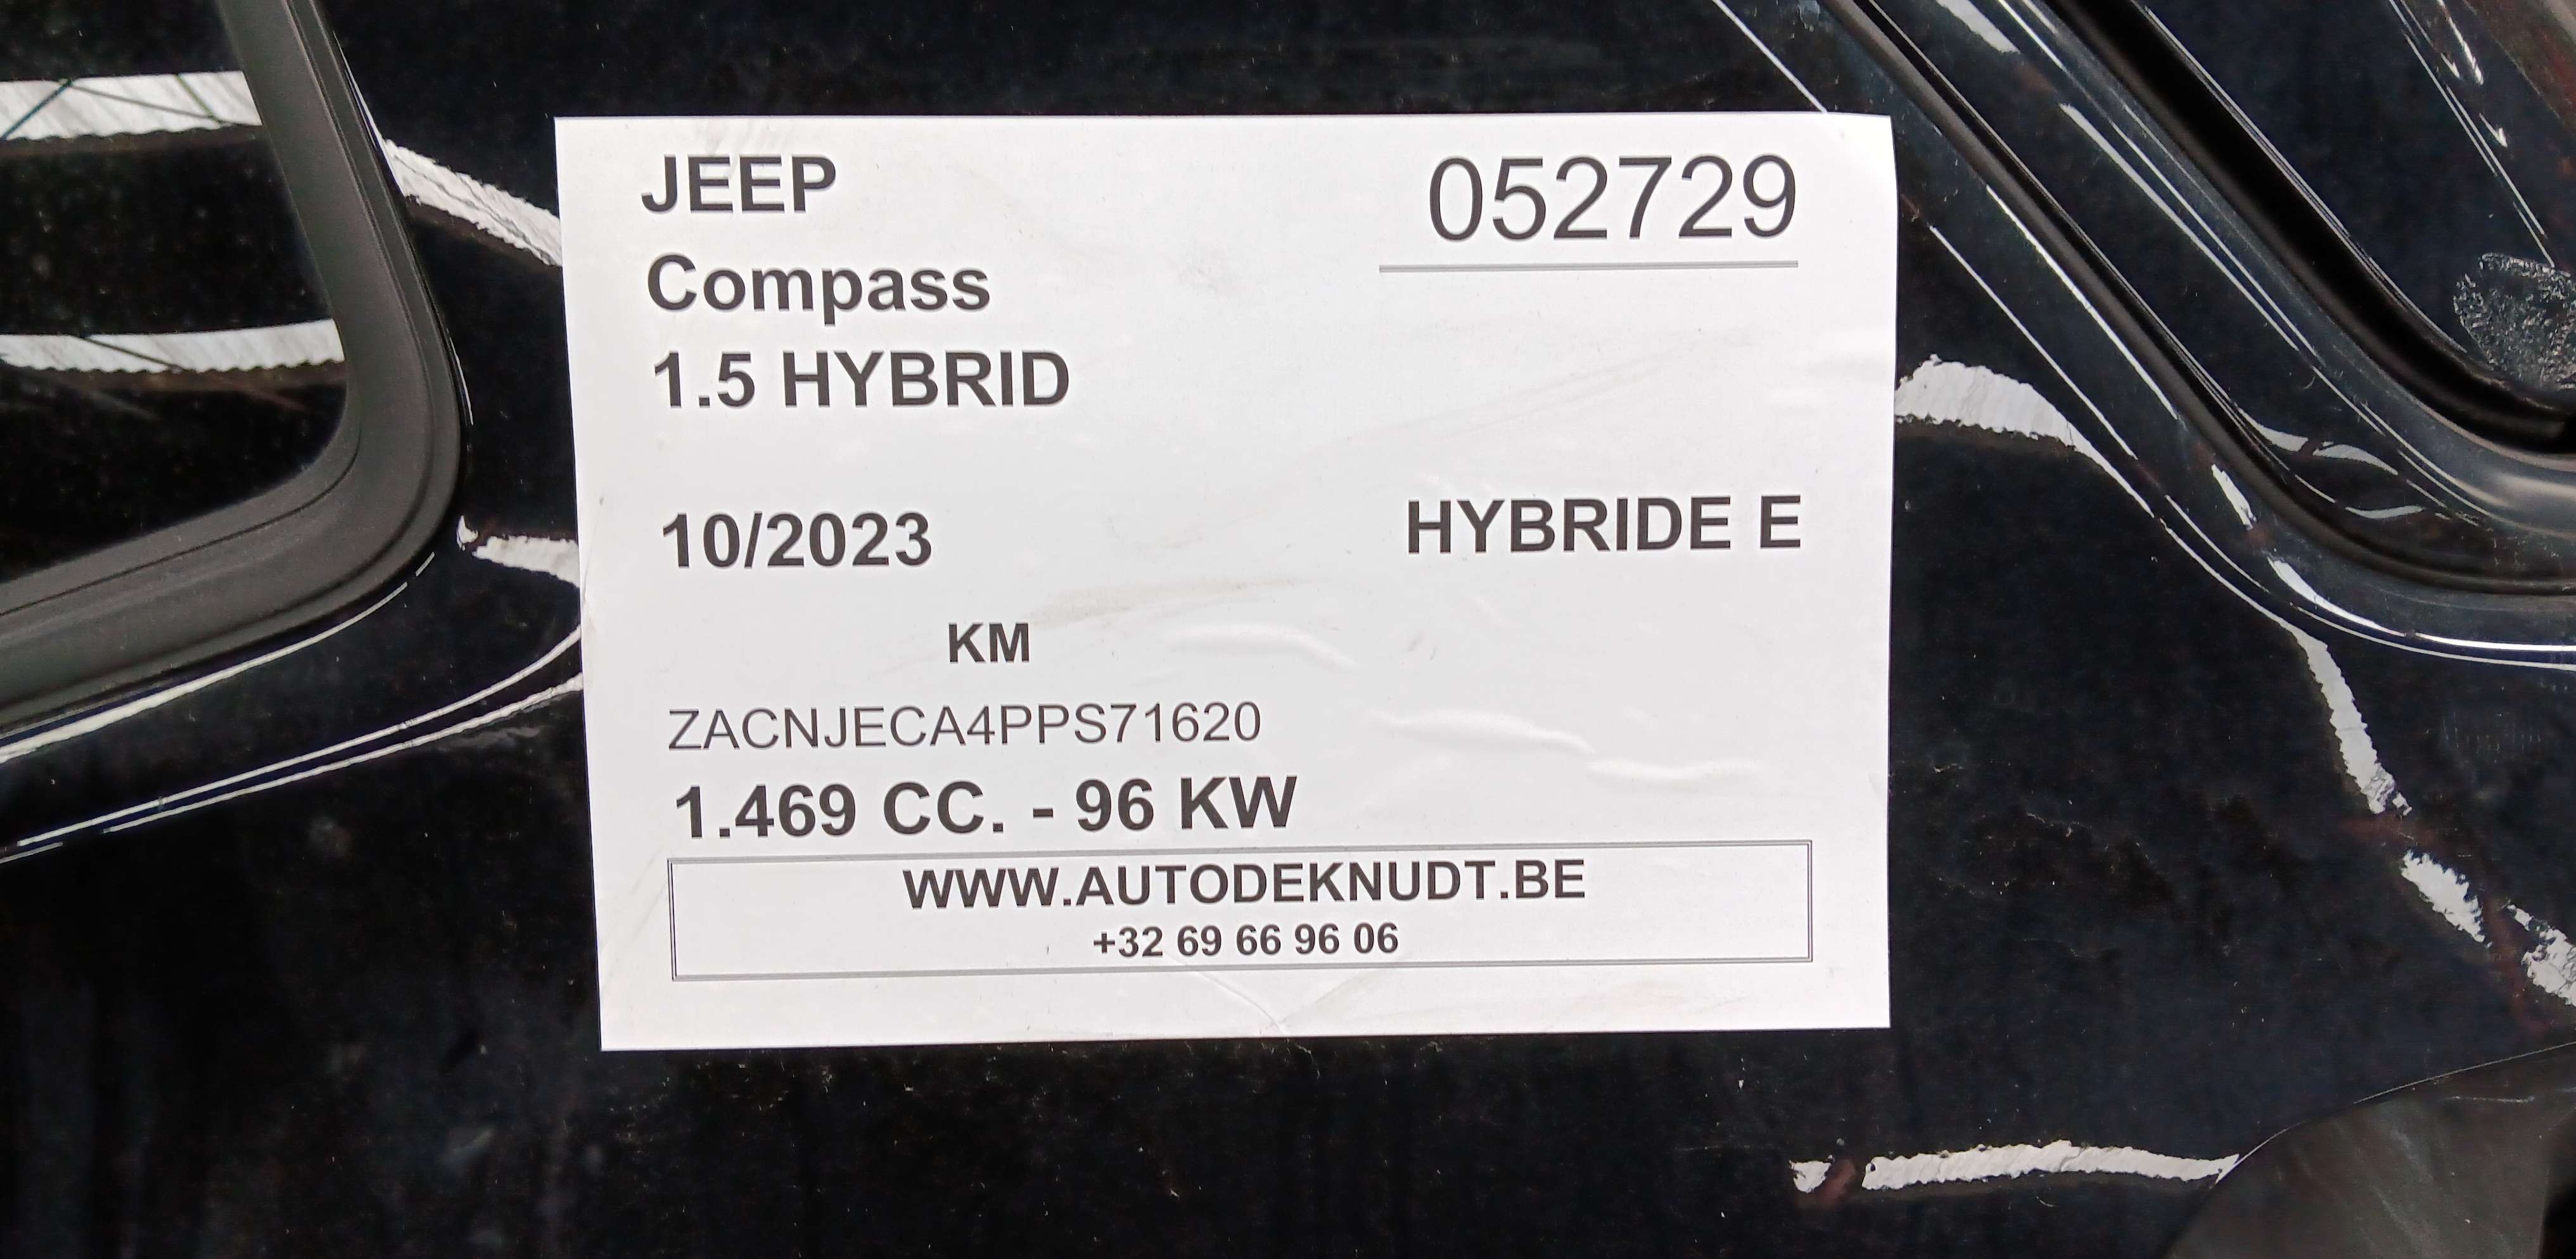 JEEP
052729
Compass
1.5 HYBRID
10/2023
HYBRIDE E
KM
ZACNJECA4PPS71620
1.469 CC. - 96 KW
WWW.AUTODEKNUDT.BE
+32 69 66 96 06